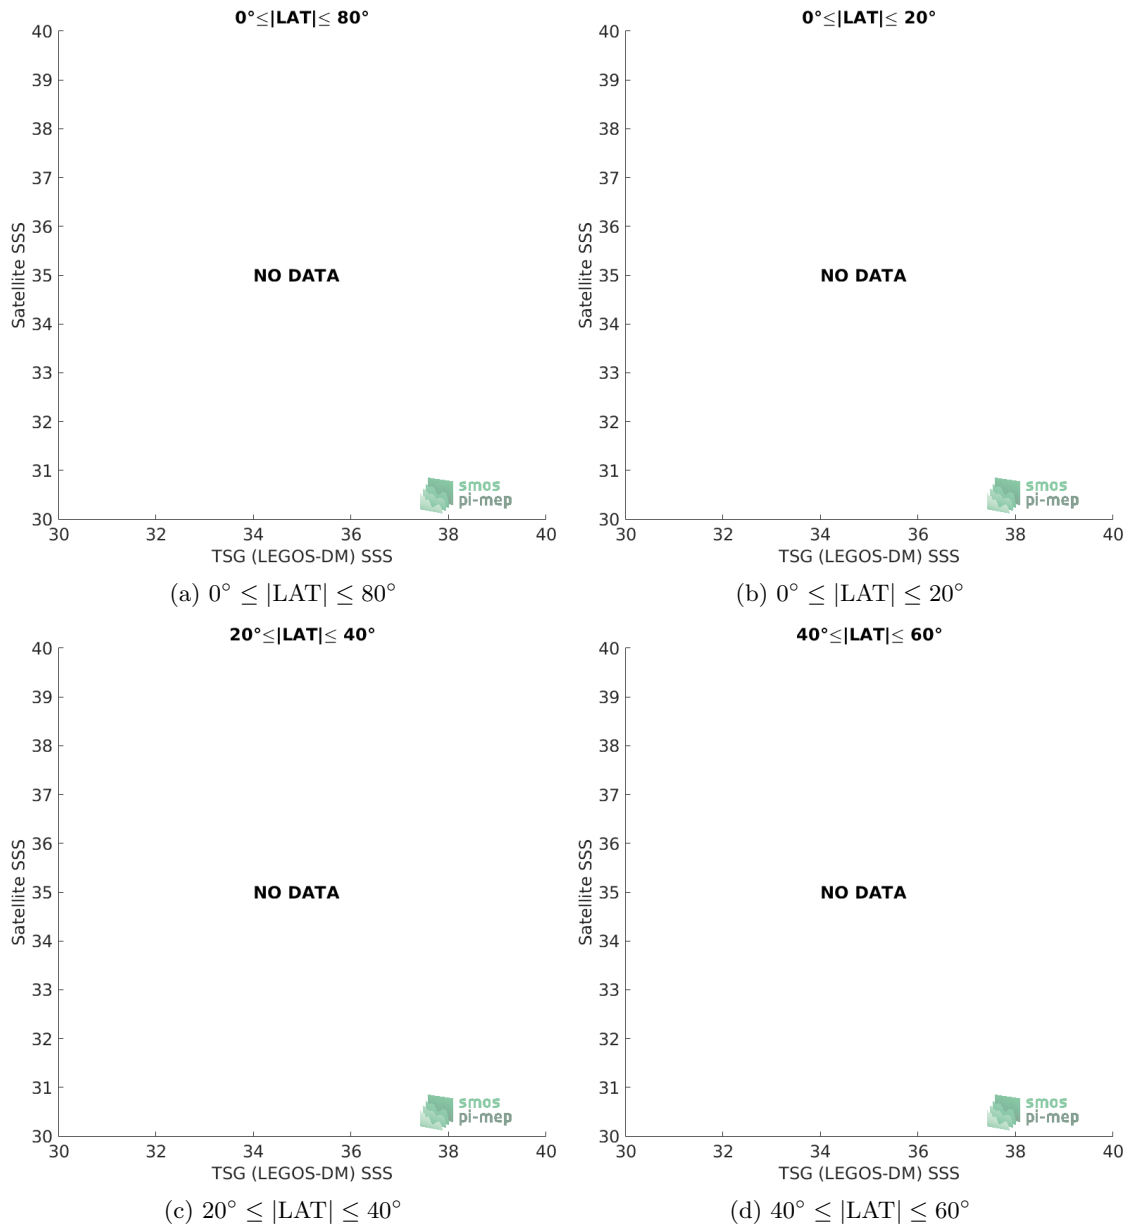 0°≤|LAT|≤ 80°
40
39
38
37
36
35
34
33
32
31
30
Satellite SSS
NO DATA
smos
pi-mep
30 32 34 36 38 40
TSG (LEGOS-DM) SSS
(a) 0° ≤ |LAT| ≤ 80°
0°≤|LAT|≤ 20°
40
39
38
37
36
35
34
33
32
31
30
Satellite SSS
NO DATA
smos
pi-mep
30 32 34 36 38 40
TSG (LEGOS-DM) SSS
(b) 0° ≤ |LAT| ≤ 20°
20°≤|LAT|≤ 40°
40
39
38
37
36
35
34
33
32
31
30
Satellite SSS
NO DATA
smos
pi-mep
30 32 34 36 38 40
TSG (LEGOS-DM) SSS
(c) 20° ≤ |LAT| ≤ 40°
40°≤|LAT|≤ 60°
40
39
38
37
36
35
34
33
32
31
30
Satellite SSS
NO DATA
smos
pi-mep
30 32 34 36 38 40
TSG (LEGOS-DM) SSS
(d) 40° ≤ |LAT| ≤ 60°